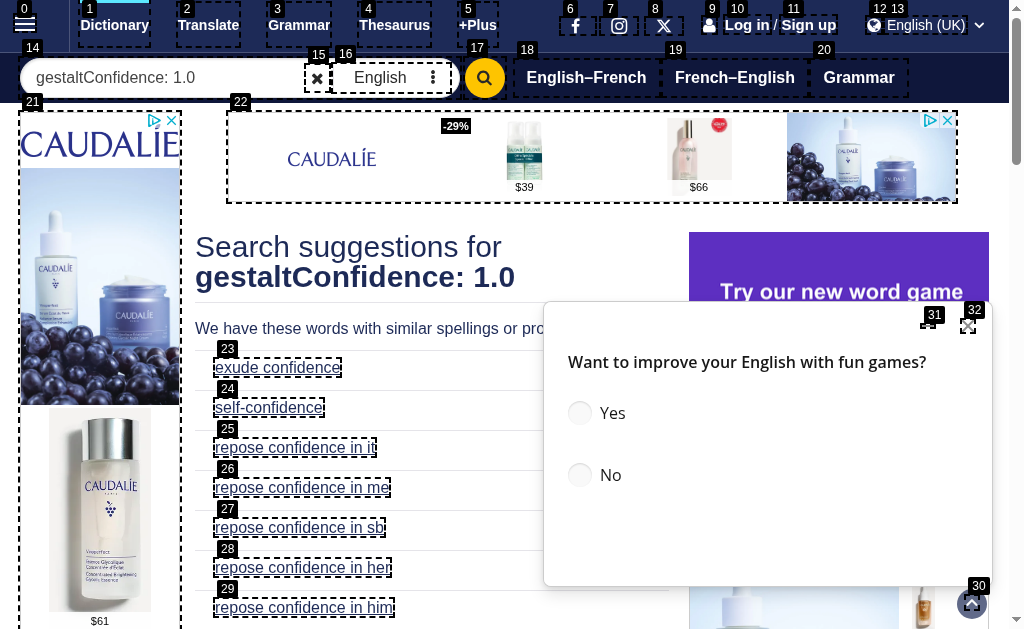 0 1 2 3 4 5 6 7 8 9 10 11 12 13
Dictionary Translate Grammar Thesaurus +Plus Log in / Sign up English (UK)
14 15 16 17 18 19 20
gestaltConfidence: 1.0 English English–French French–English Grammar
21 22
CAUDALÍE
CAUDALÍE
-29%
$39
$66
Search suggestions for
gestaltConfidence: 1.0
Try our new word game
We have these words with similar spellings or pro
23
exude confidence
24
self-confidence
25
repose confidence in it
26
repose confidence in me
27
repose confidence in sb
28
repose confidence in her
29
repose confidence in him
31 32
Want to improve your English with fun games?
Yes
No
30
CAUDALÍE
CAUDALÍE
CAUDALÍE
$61